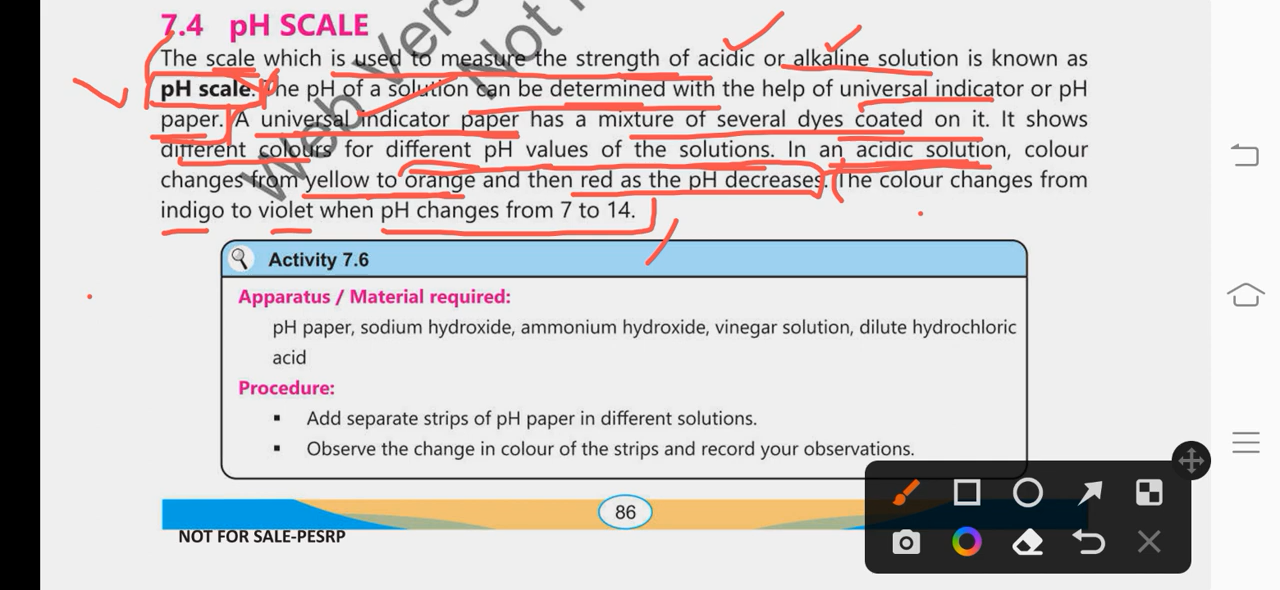 7.4 pH SCALE
The scale which is used to measure the strength of acidic or alkaline solution is known as
pH scale. The pH of a solution can be determined with the help of universal indicator or pH
paper. A universal indicator paper has a mixture of several dyes coated on it. It shows
different colours for different pH values of the solutions. In an acidic solution, colour
changes from yellow to orange and then red as the pH decreases. The colour changes from
indigo to violet when pH changes from 7 to 14.
Activity 7.6
Apparatus / Material required:
pH paper, sodium hydroxide, ammonium hydroxide, vinegar solution, dilute hydrochloric
acid
Procedure:
▪ Add separate strips of pH paper in different solutions.
▪ Observe the change in colour of the strips and record your observations.
86
NOT FOR SALE-PESRP
Web Vers
Not